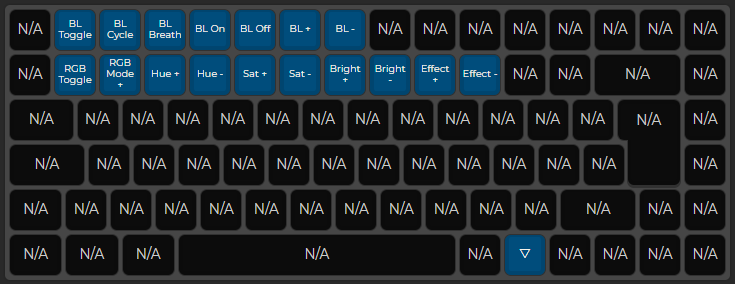 N/A BL Toggle BL Cycle BL Breath BL On BL Off BL + BL - N/A N/A N/A N/A N/A N/A N/A N/A
N/A RGB Toggle RGB Mode + Hue + Hue - Sat + Sat - Bright + Bright - Effect + Effect - N/A N/A N/A N/A
N/A N/A N/A N/A N/A N/A N/A N/A N/A N/A N/A N/A N/A N/A N/A
N/A N/A N/A N/A N/A N/A N/A N/A N/A N/A N/A N/A N/A N/A
N/A N/A N/A N/A N/A N/A N/A N/A N/A N/A N/A N/A N/A N/A N/A
N/A N/A N/A N/A N/A ▽ N/A N/A N/A N/A